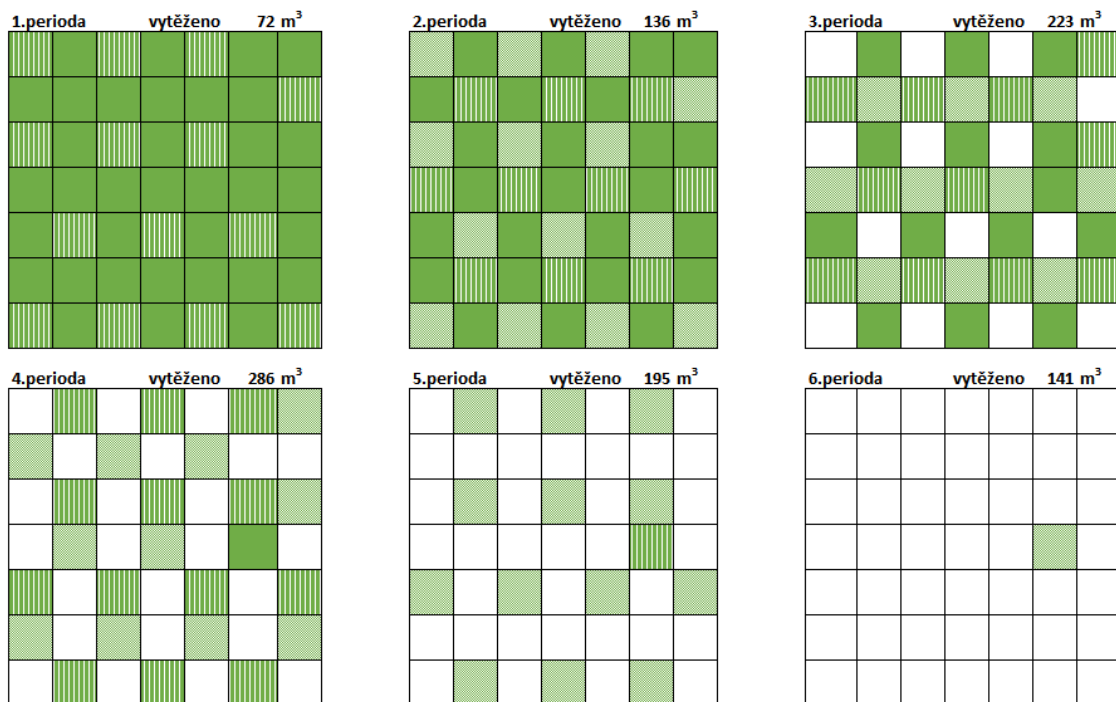 1.perioda vytěženo 72 m³
2.perioda vytěženo 136 m³
3.perioda vytěženo 223 m³
4.perioda vytěženo 286 m³
5.perioda vytěženo 195 m³
6.perioda vytěženo 141 m³